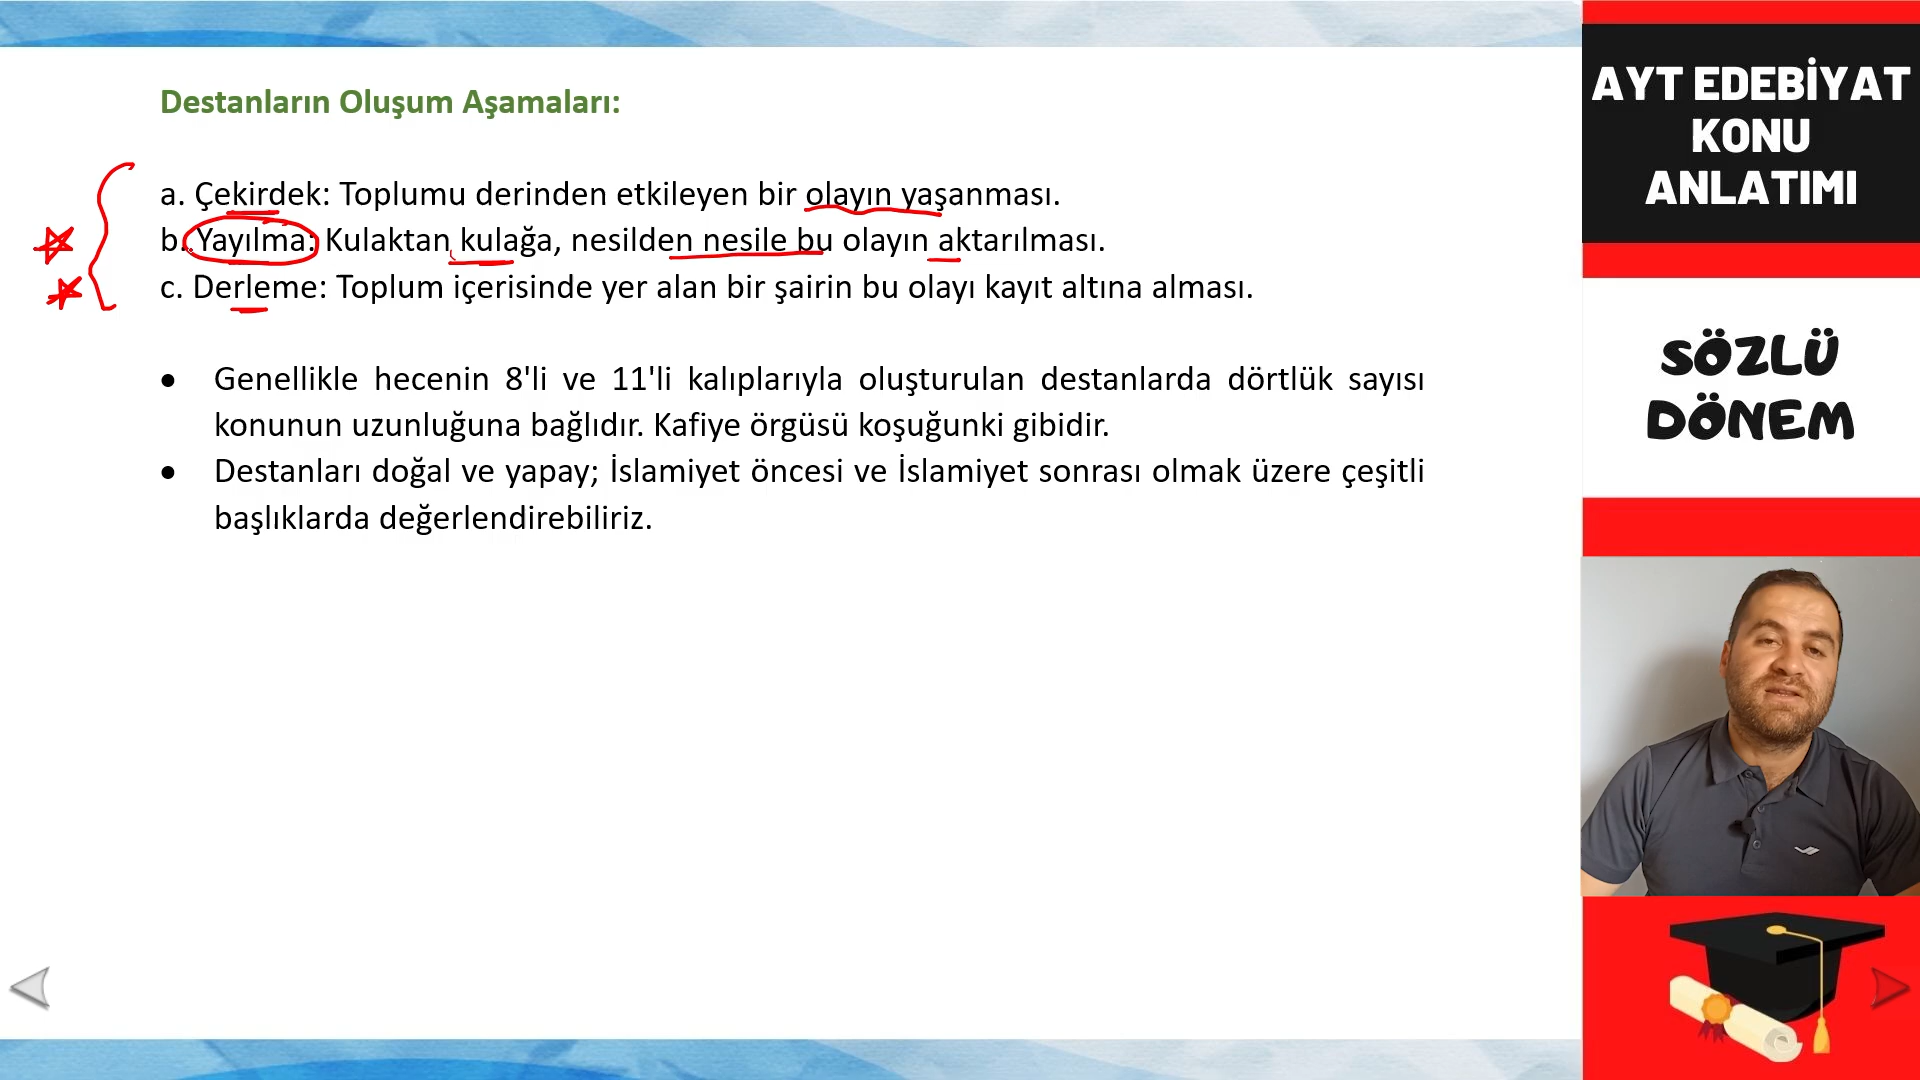 Destanların Oluşum Aşamaları:
a. Çekirdek: Toplumu derinden etkileyen bir olayın yaşanması.
b. Yayılma: Kulaktan kulağa, nesilden nesile bu olayın aktarılması.
c. Derleme: Toplum içerisinde yer alan bir şairin bu olayı kayıt altına alması.
• Genellikle hecenin 8'li ve 11'li kalıplarıyla oluşturulan destanlarda dörtlük sayısı
konunun uzunluğuna bağlıdır. Kafiye örgüsü koşuğunki gibidir.
• Destanları doğal ve yapay; İslamiyet öncesi ve İslamiyet sonrası olmak üzere çeşitli
başlıklarda değerlendirebiliriz.
AYT EDEBİYAT
KONU
ANLATIMI
SÖZLÜ
DÖNEM